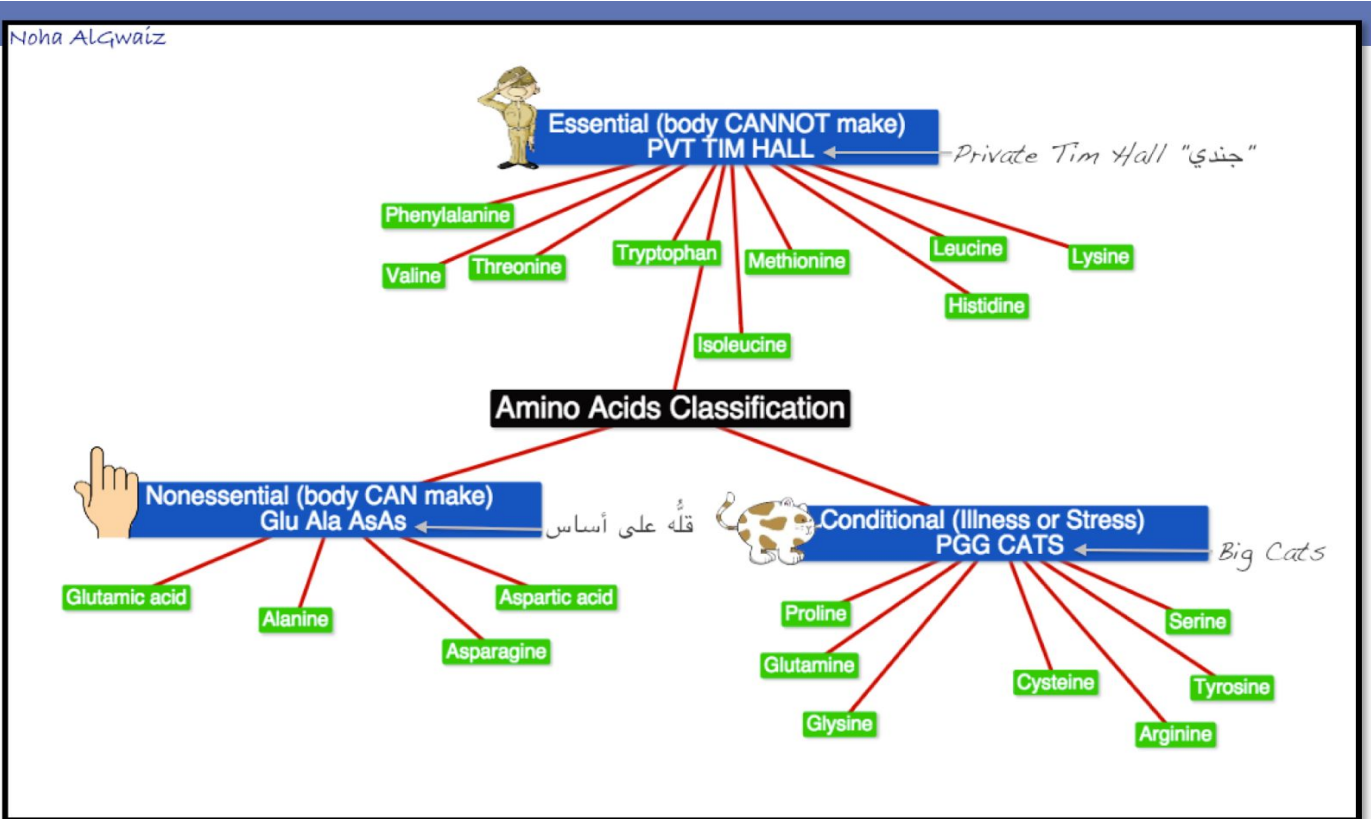 Noha AlGwaiz
Essential (body CANNOT make)
PVT TIM HALL
Private Tim Hall "جندي"
Phenylalanine
Valine
Threonine
Tryptophan
Methionine
Leucine
Lysine
Histidine
Isoleucine
Amino Acids Classification
Nonessential (body CAN make)
Glu Ala AsAs
قلُّه على أساس
Glutamic acid
Alanine
Asparagine
Aspartic acid
Conditional (Illness or Stress)
PGG CATS
Big Cats
Proline
Glutamine
Glysine
Cysteine
Arginine
Tyrosine
Serine